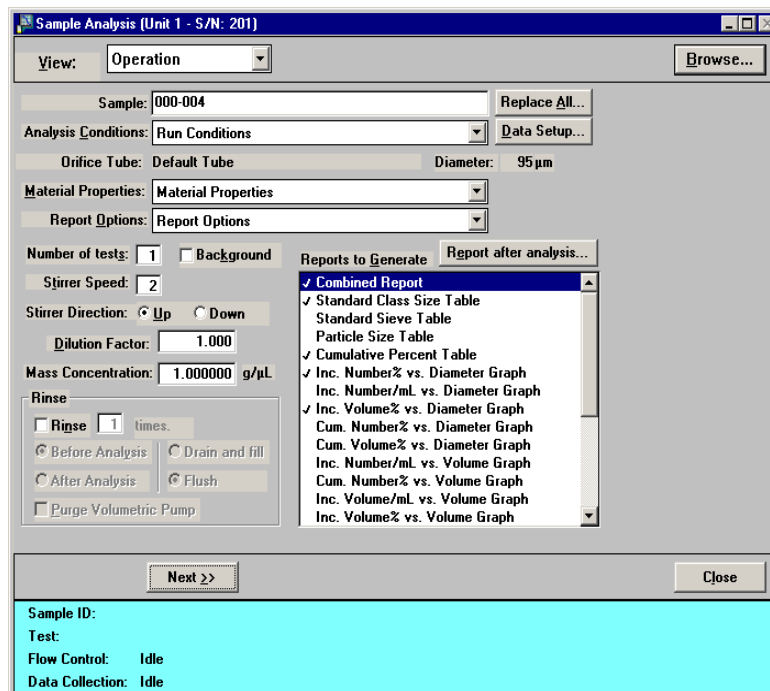 Sample Analysis (Unit 1 - S/N: 201)
View: Operation Browse...
Sample: 000-004 Replace All...
Analysis Conditions: Run Conditions Data Setup...
Orifice Tube: Default Tube Diameter: 95 µm
Material Properties: Material Properties
Report Options: Report Options
Number of tests: 1 Background Reports to Generate Report after analysis...
Stirrer Speed: 2
Stirrer Direction: Up Down
Dilution Factor: 1.000
Mass Concentration: 1.000000 g/µL
Rinse
Rinse 1 times.
Before Analysis Drain and fill
After Analysis Flush
Purge Volumetric Pump
✓ Combined Report
✓ Standard Class Size Table
Standard Sieve Table
Particle Size Table
✓ Cumulative Percent Table
✓ Inc. Number% vs. Diameter Graph
Inc. Number/mL vs. Diameter Graph
✓ Inc. Volume% vs. Diameter Graph
Cum. Number% vs. Diameter Graph
Cum. Volume% vs. Diameter Graph
Inc. Number/mL vs. Volume Graph
Cum. Number% vs. Volume Graph
Inc. Volume/mL vs. Volume Graph
Inc. Volume% vs. Volume Graph
Next >> Close
Sample ID:
Test:
Flow Control: Idle
Data Collection: Idle